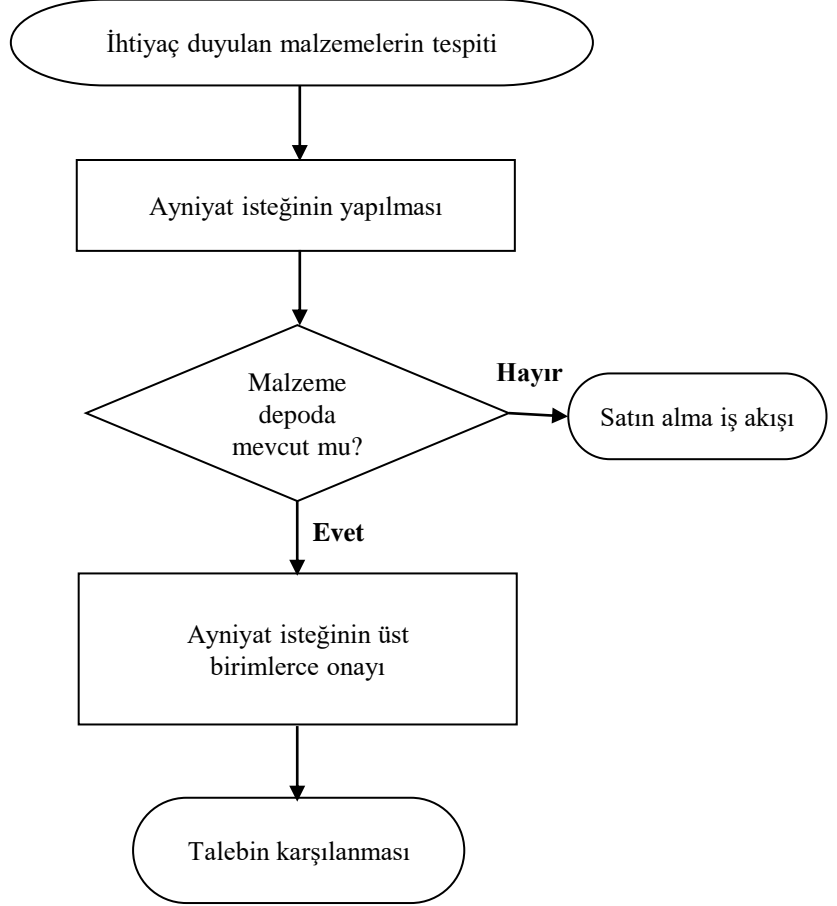 İhtiyaç duyulan malzemelerin tespiti
Ayniyat isteğinin yapılması
Malzeme
depoda
mevcut mu?
Hayır
Satın alma iş akışı
Evet
Ayniyat isteğinin üst
birimlerce onayı
Talebin karşılanması